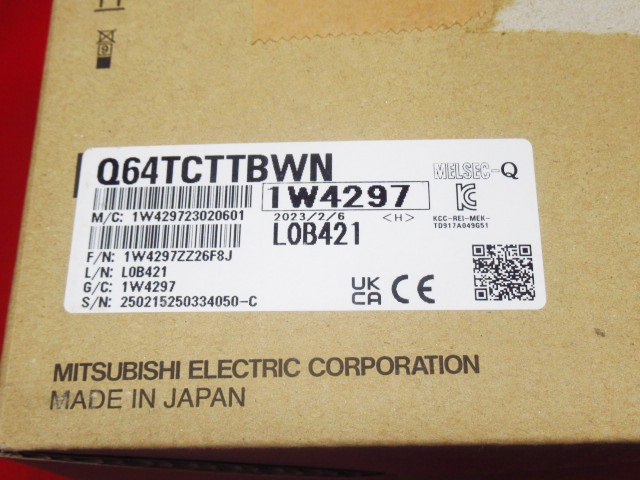 Q64TCTTBWN
MELSEC-Q
1W4297
M/C: 1W429723020601
2023/2/6 <H>
KCC-REI-MEK-
TD917A049G51
L0B421
F/N: 1W4297ZZ26F8J
L/N: L0B421
G/C: 1W4297
S/N: 250215250334050-C
UK
CA CE
MITSUBISHI ELECTRIC CORPORATION
MADE IN JAPAN